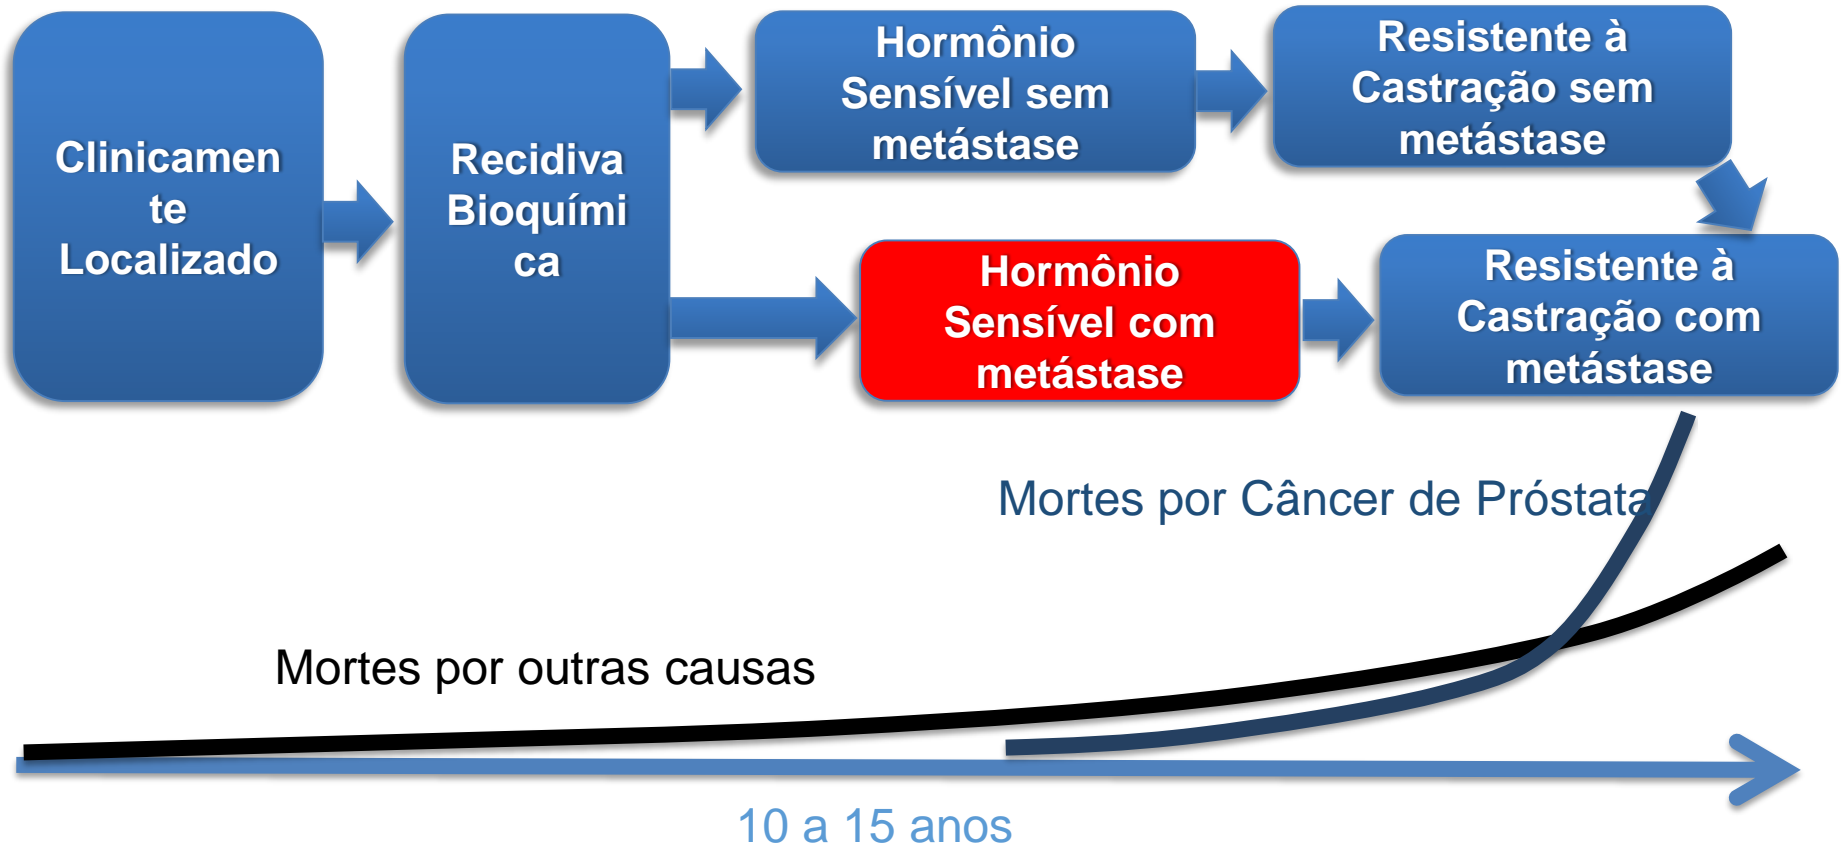 Clinicamen
te
Localizado
Recidiva
Bioquími
ca
Hormônio
Sensível sem
metástase
Resistente à
Castração sem
metástase
Hormônio
Sensível com
metástase
Resistente à
Castração com
metástase
Mortes por Câncer de Próstata
Mortes por outras causas
10 a 15 anos